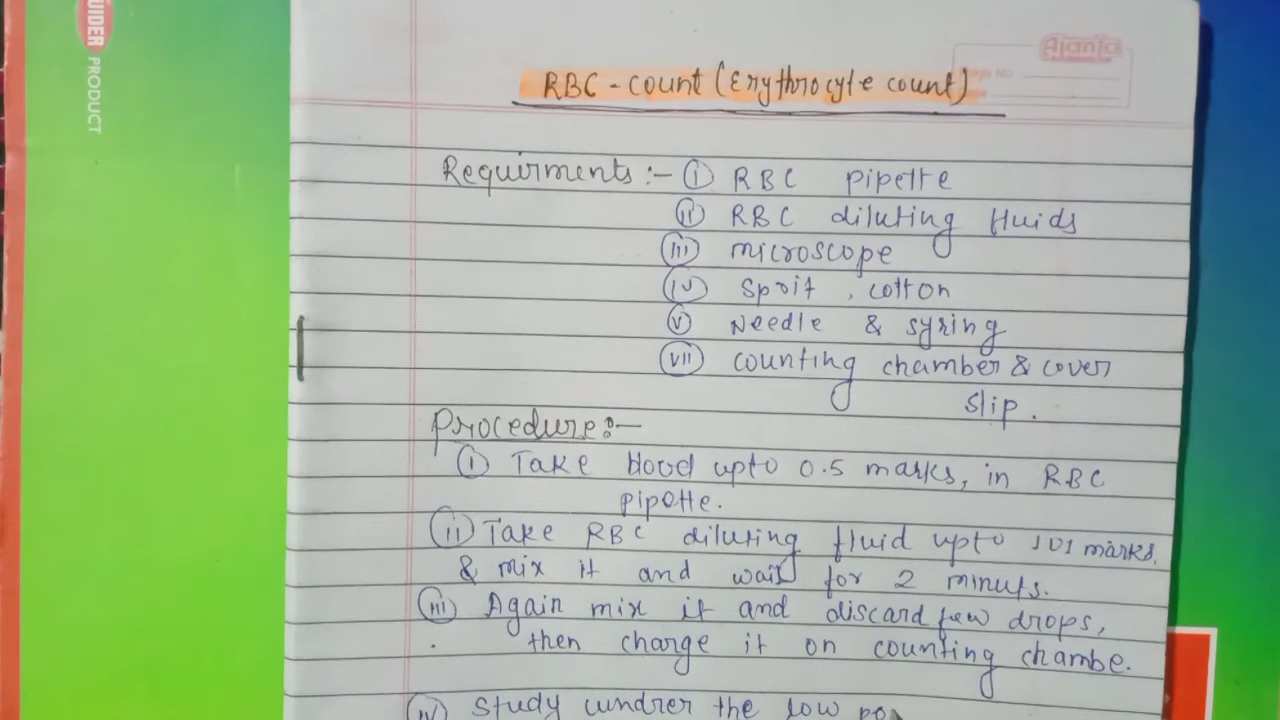 UIDER PRODUCT
Ajanta
RBC - count (Erythrocyte count)
Requirments :- (i) RBC pipette
(ii) RBC diluting fluids
(iii) microscope
(iv) Sproit , cotton
(v) Needle & syring
(vii) counting chamber & cover
slip .
Procedure :-
(i) Take blood upto 0.5 marks, in RBC
pipette.
(ii) Take RBC diluting fluid upto 101 marks.
& mix it and wait for 2 minuts.
(iii) Again mix it and discard few drops,
then charge it on counting chambe.
(iv) Study undrer the low po